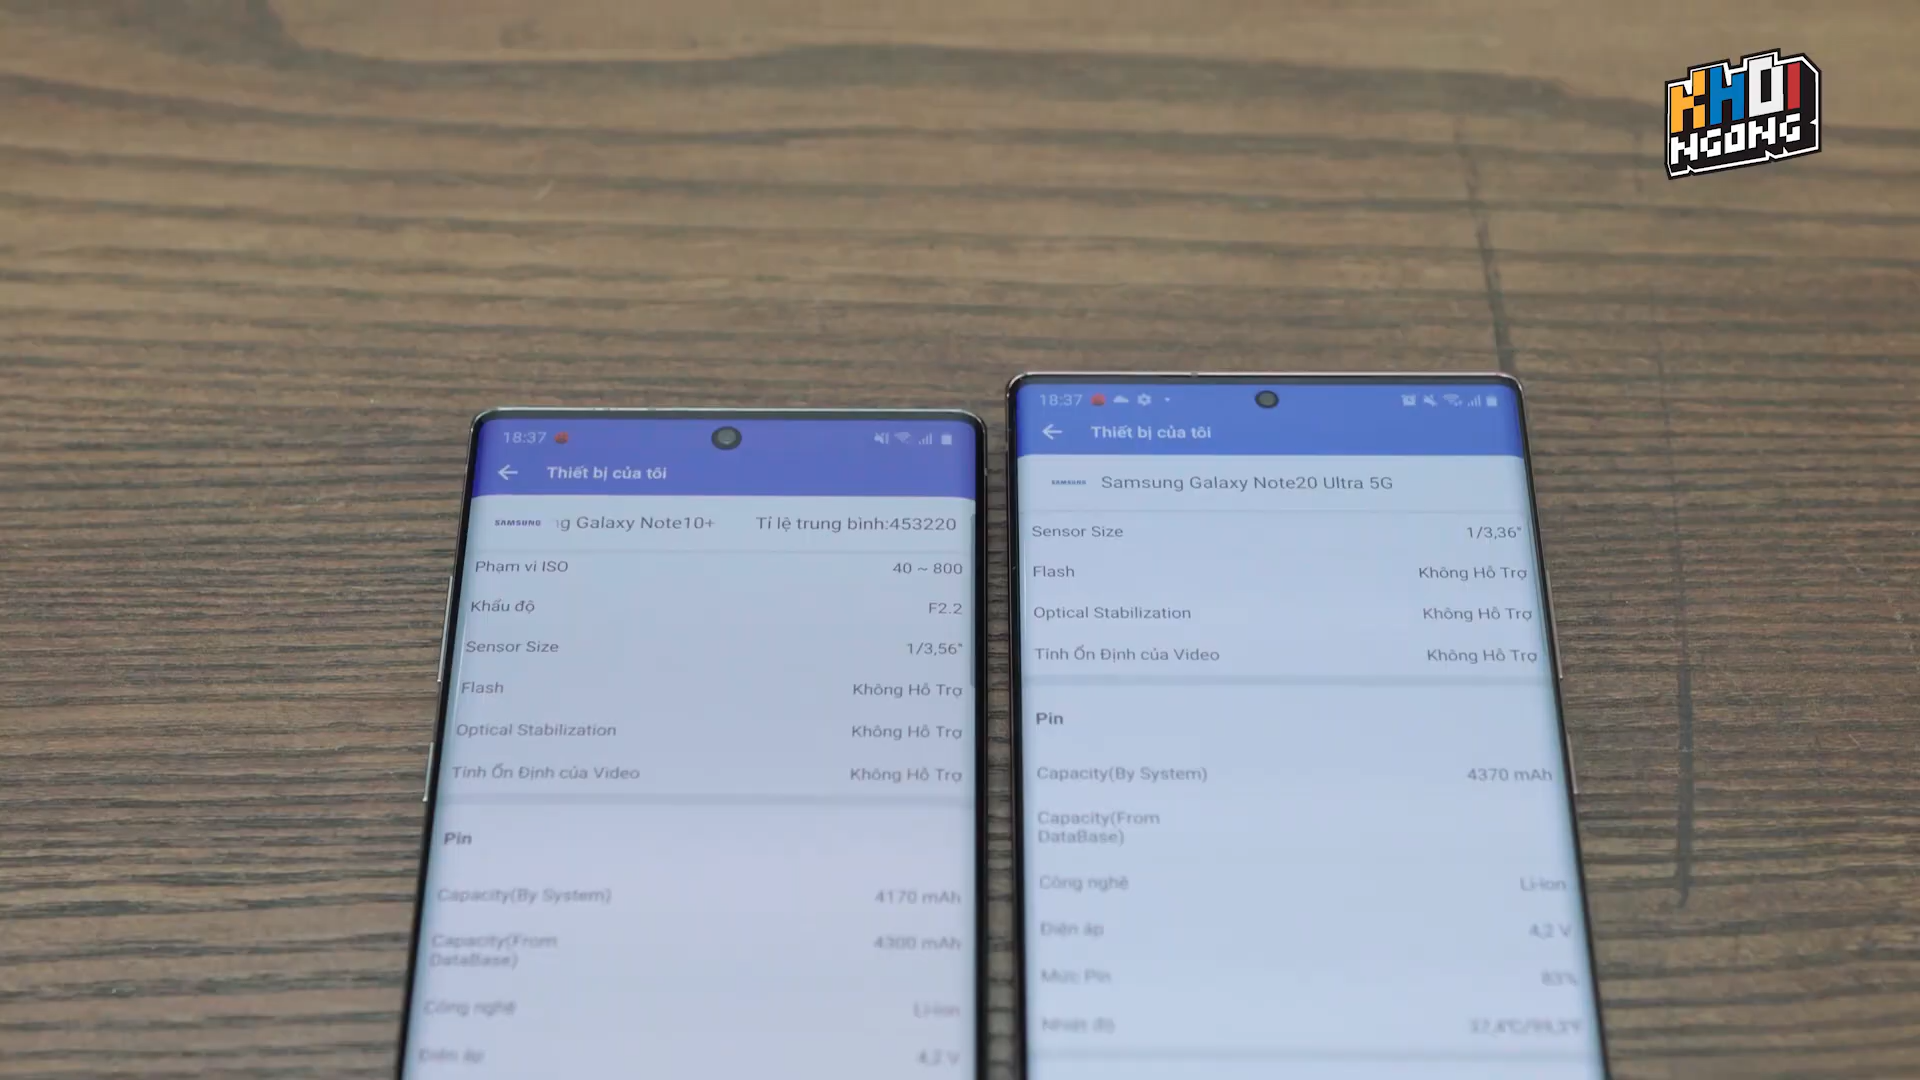 KHOI
NGONG
18:37
Thiết bị của tôi
SAMSUNG ng Galaxy Note10+ Tỉ lệ trung bình:453220
Phạm vi ISO 40 ~ 800
Khẩu độ F2.2
Sensor Size 1/3,56"
Flash Không Hỗ Trợ
Optical Stabilization Không Hỗ Trợ
Tính Ổn Định của Video Không Hỗ Trợ
Pin
Capacity(By System) 4170 mAh
Capacity(From DataBase) 4300 mAh
Công nghệ Li-ion
Điện áp 4,2 V
18:37
Thiết bị của tôi
SAMSUNG Samsung Galaxy Note20 Ultra 5G
Sensor Size 1/3,36"
Flash Không Hỗ Trợ
Optical Stabilization Không Hỗ Trợ
Tính Ổn Định của Video Không Hỗ Trợ
Pin
Capacity(By System) 4370 mAh
Capacity(From
DataBase)
Công nghệ Li-ion
Điện áp 4,2 V
Mức Pin 83%
Nhiệt độ